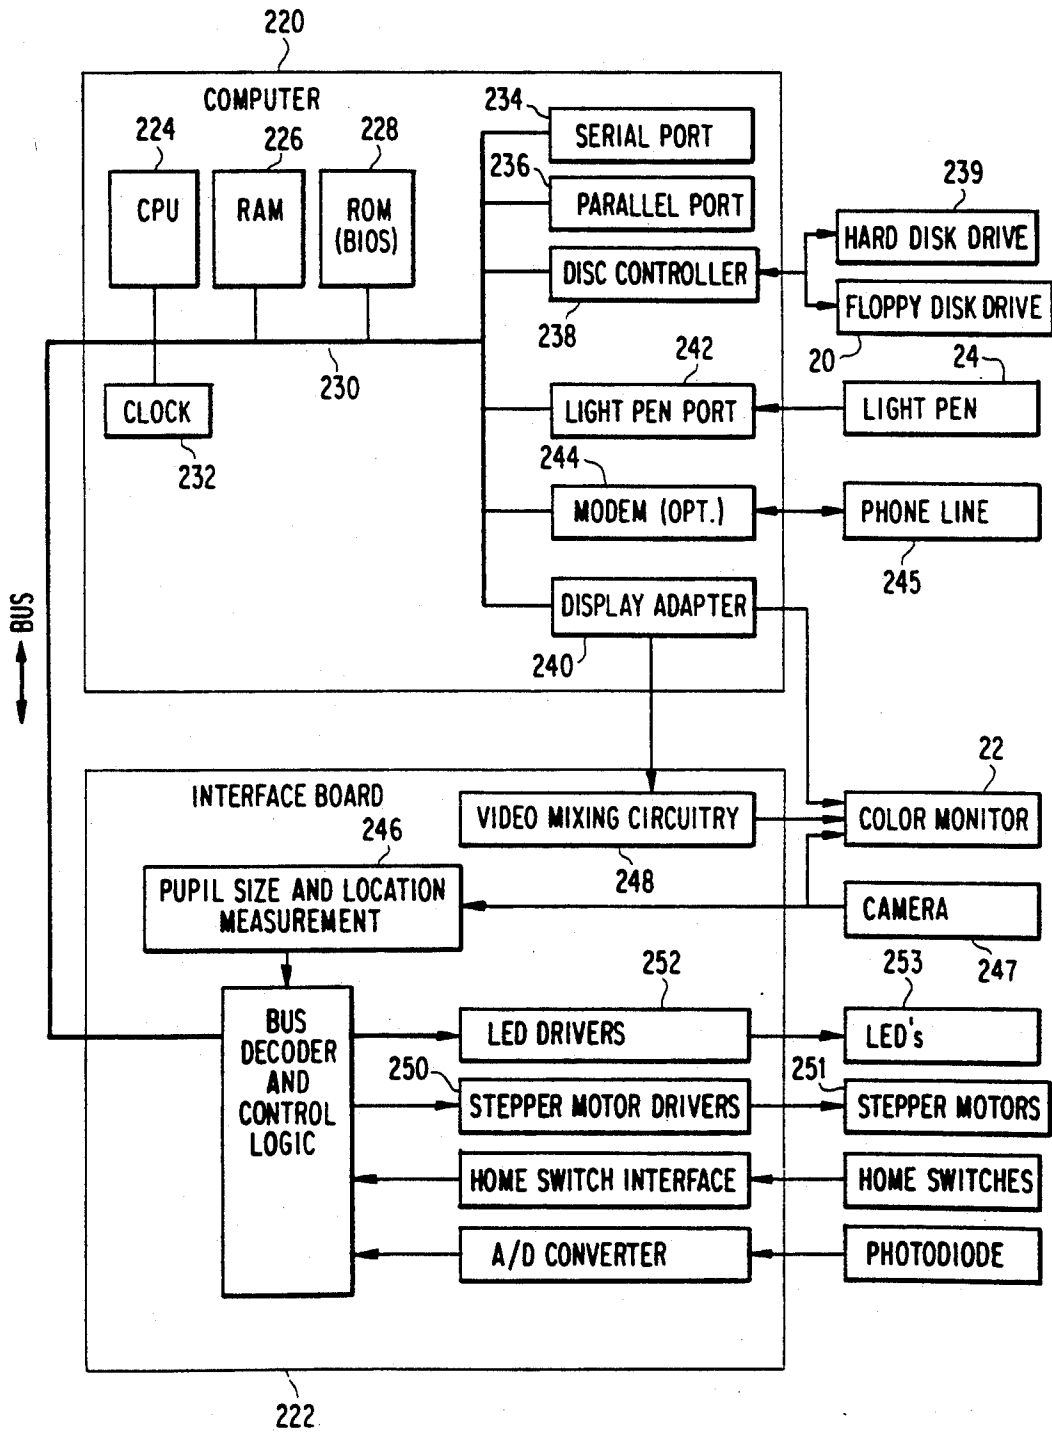 220
COMPUTER
224
226
228
CPU
RAM
ROM
(BIOS)
234
SERIAL PORT
236
PARALLEL PORT
239
HARD DISK DRIVE
DISC CONTROLLER
238
FLOPPY DISK DRIVE
20
230
CLOCK
232
242
LIGHT PEN PORT
24
LIGHT PEN
244
MODEM (OPT.)
PHONE LINE
245
DISPLAY ADAPTER
240
BUS
INTERFACE BOARD
VIDEO MIXING CIRCUITRY
248
22
COLOR MONITOR
246
PUPIL SIZE AND LOCATION
MEASUREMENT
CAMERA
247
BUS
DECODER
AND
CONTROL
LOGIC
252
LED DRIVERS
253
LED's
250
STEPPER MOTOR DRIVERS
251
STEPPER MOTORS
HOME SWITCH INTERFACE
HOME SWITCHES
A/D CONVERTER
PHOTODIODE
222